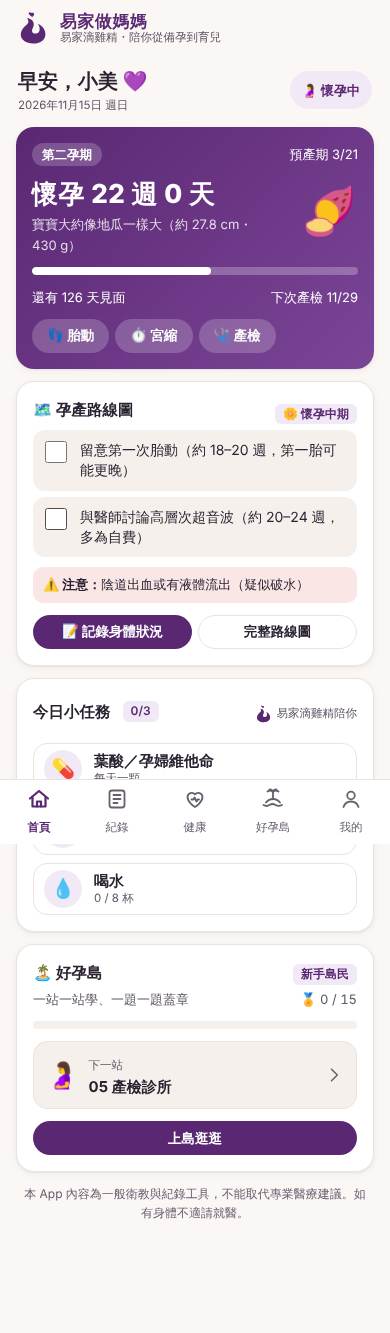 易家做媽媽
易家滴雞精・陪你從備孕到育兒
早安，小美 💜
2026年11月15日 週日
🤰 懷孕中
第二孕期
預產期 3/21
懷孕 22 週 0 天
寶寶大約像地瓜一樣大（約 27.8 cm・
430 g）
還有 126 天見面
下次產檢 11/29
👣 胎動
⏱️ 宮縮
🩺 產檢
🗺️ 孕產路線圖
🌼 懷孕中期
留意第一次胎動（約 18–20 週，第一胎可
能更晚）
與醫師討論高層次超音波（約 20–24 週，
多為自費）
⚠️ 注意：陰道出血或有液體流出（疑似破水）
📝 記錄身體狀況
完整路線圖
今日小任務
0/3
易家滴雞精陪你
葉酸／孕婦維他命
每天一顆
首頁
紀錄
健康
好孕島
我的
喝水
0 / 8 杯
🏝️ 好孕島
新手島民
一站一站學、一題一題蓋章
🏅 0 / 15
下一站
05 產檢診所
上島逛逛
本 App 內容為一般衛教與紀錄工具，不能取代專業醫療建議。如
有身體不適請就醫。